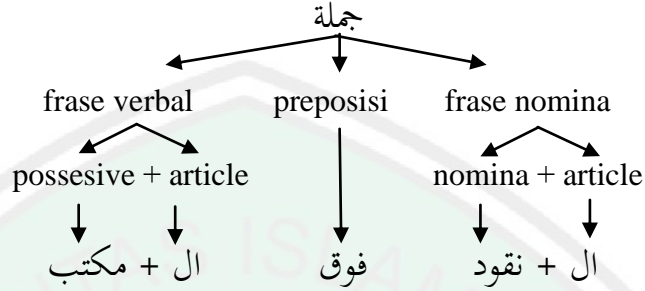 جملة
frase verbal preposisi frase nomina
possesive + article nomina + article
مكتب + ال فوق نقود + ال